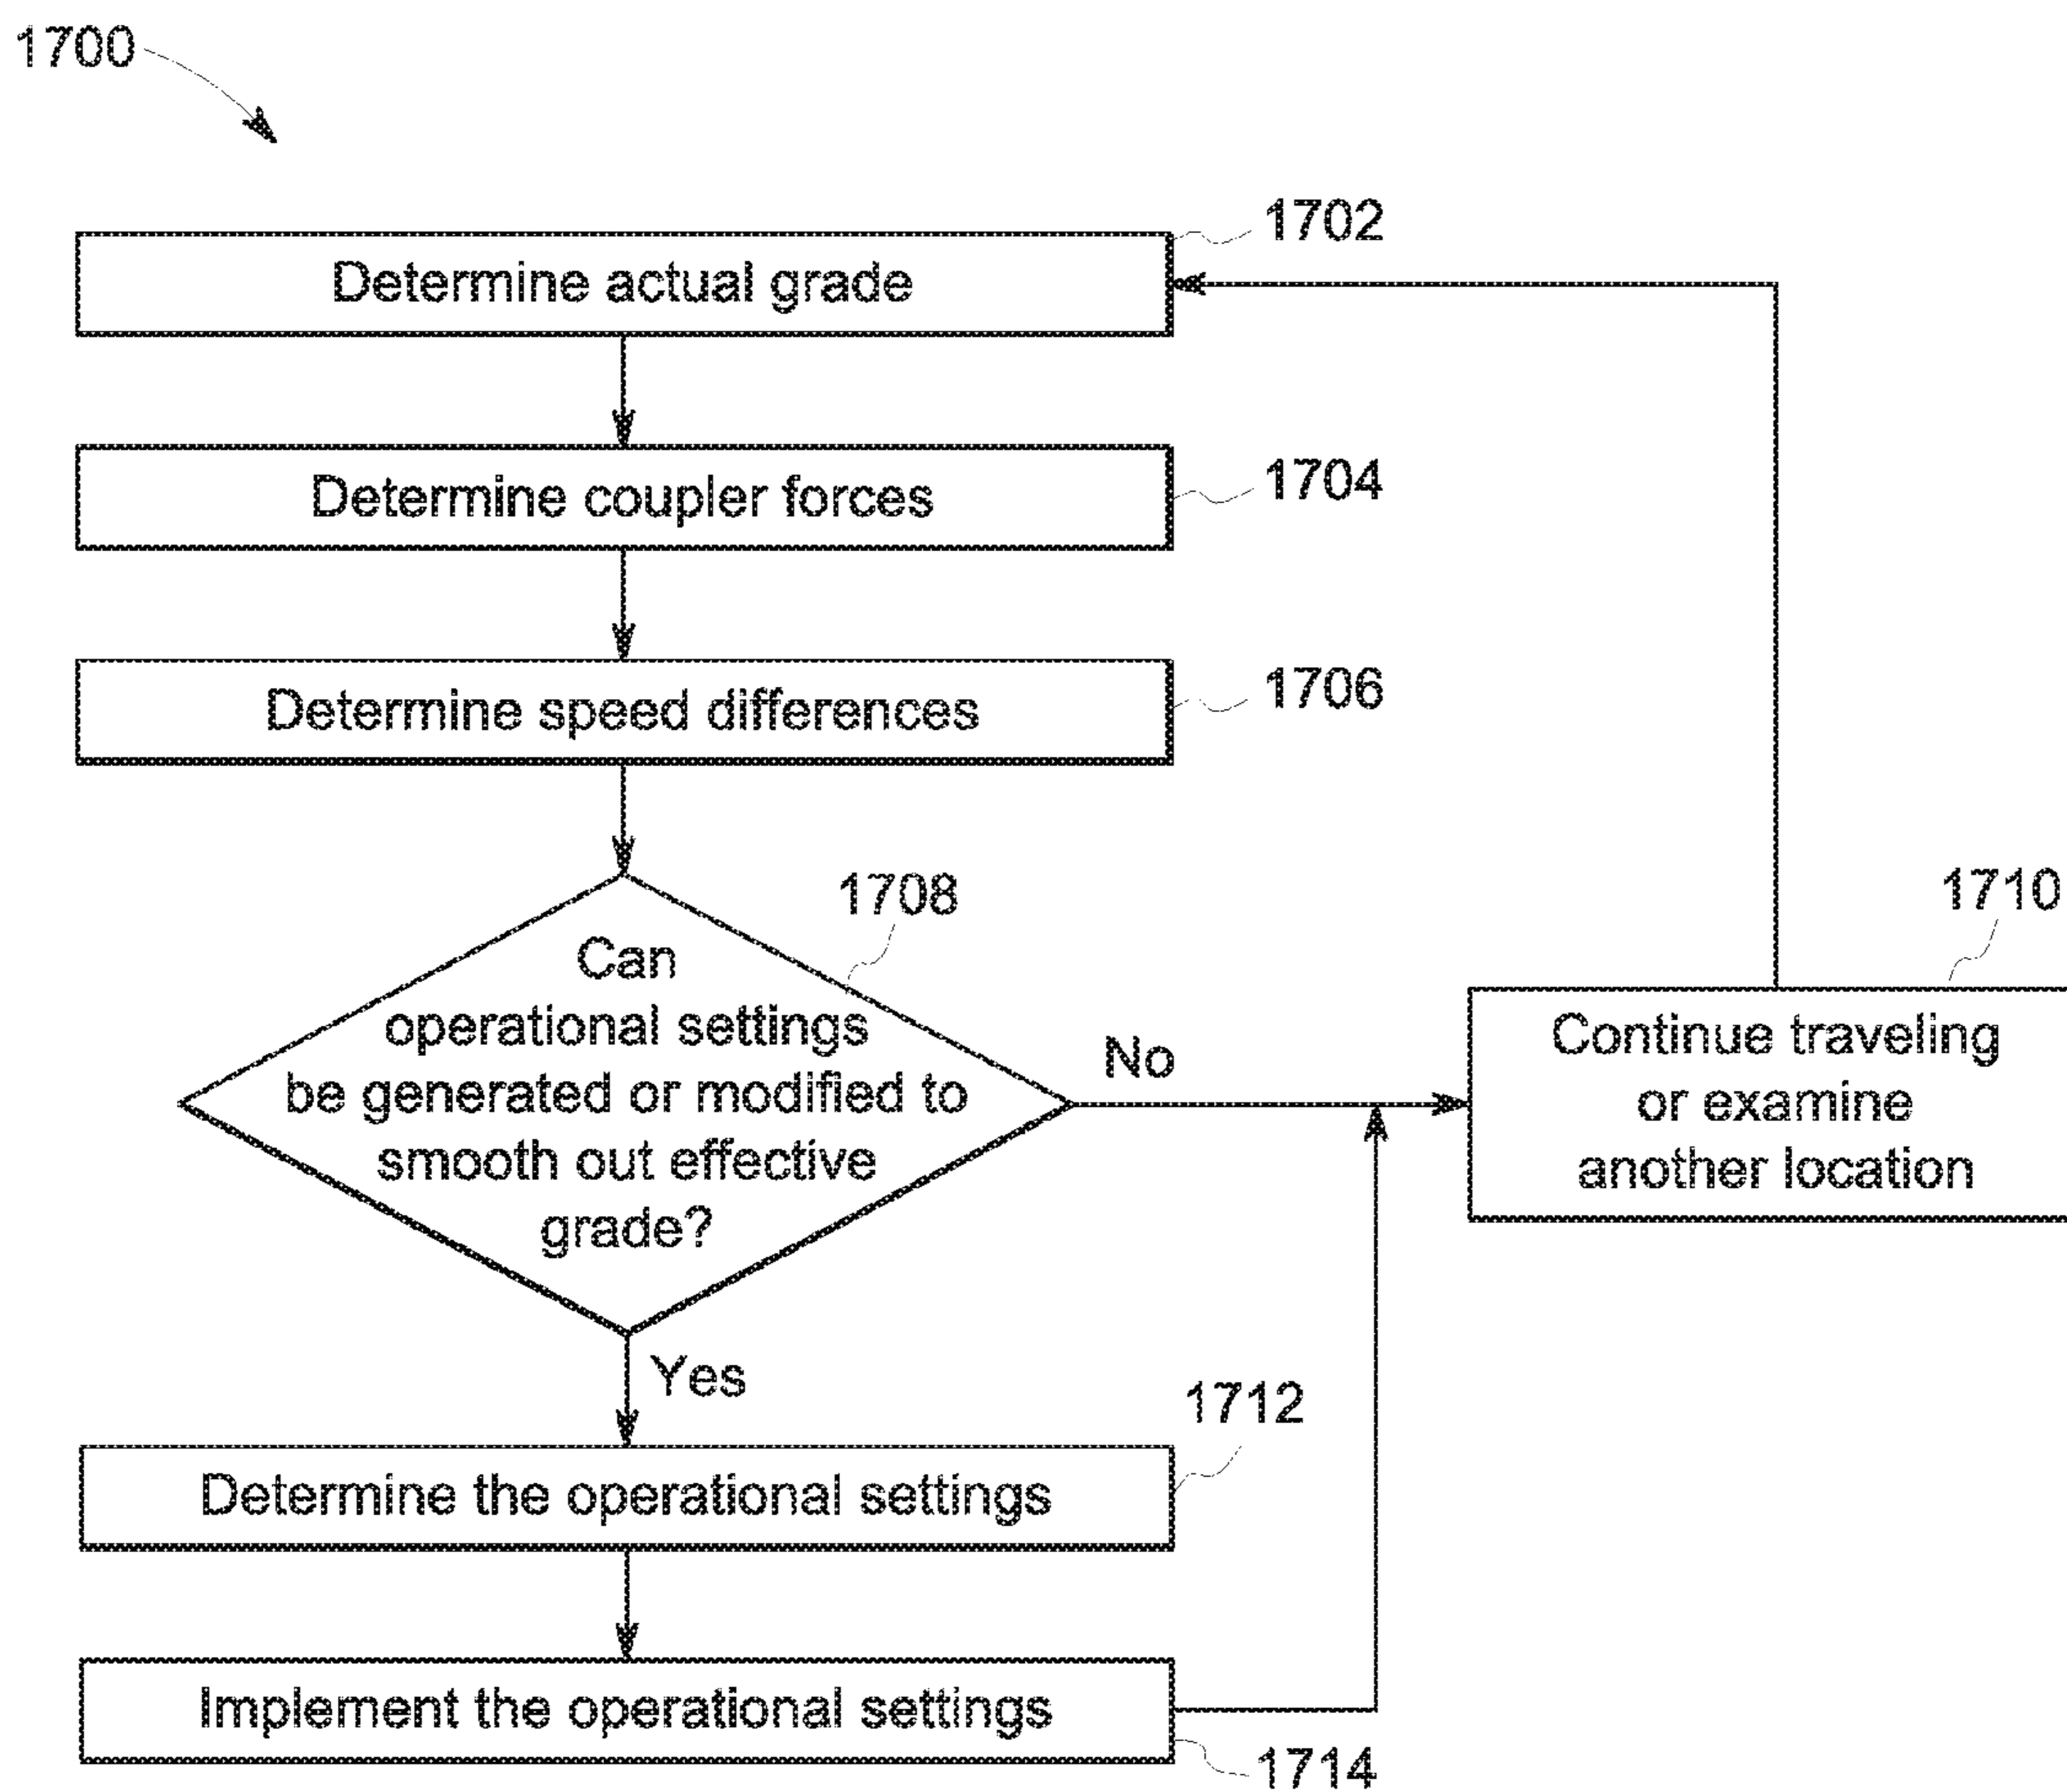 1700
1702
Determine actual grade
Determine coupler forces
1704
Determine speed differences
1706
1708
1710
Can
operational settings
be generated or modified to
smooth out effective
grade?
No
Continue traveling
or examine
another location
Yes
1712
Determine the operational settings
Implement the operational settings
1714